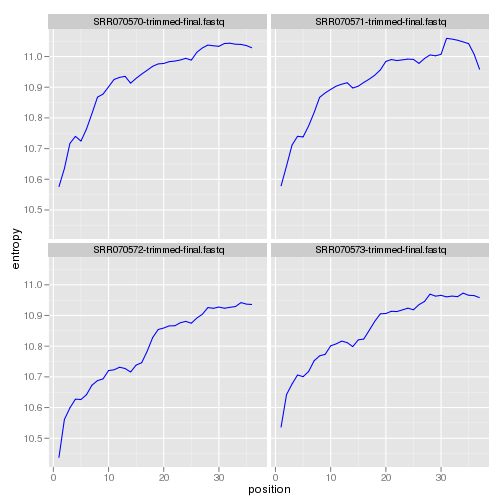 SRR070570-trimmed-final.fastq SRR070571-trimmed-final.fastq
11.0
10.9
10.8
10.7
10.6
10.5
entropy
SRR070572-trimmed-final.fastq SRR070573-trimmed-final.fastq
11.0
10.9
10.8
10.7
10.6
10.5
0 10 20 30 0 10 20 30
position